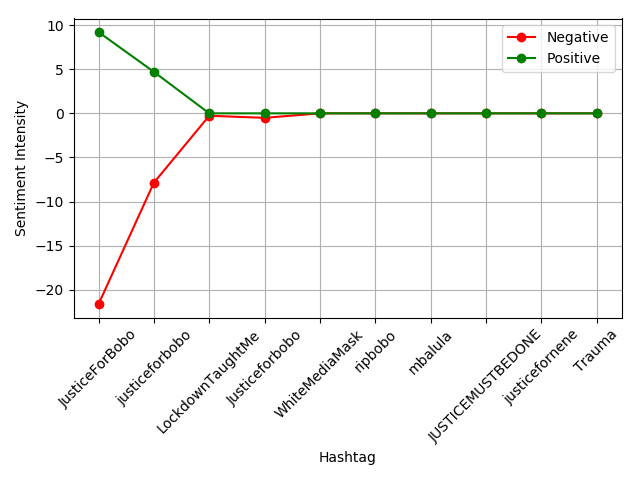 10
5
0
−5
−10
−15
−20
Sentiment Intensity
Negative
Positive
JusticeForBobo
justiceforbobo
LockdownTaughtMe
Justiceforbobo
WhiteMediaMask
ripbobo
mbalula
JUSTICEMUSTBEDONE
justicefornene
Trauma
Hashtag